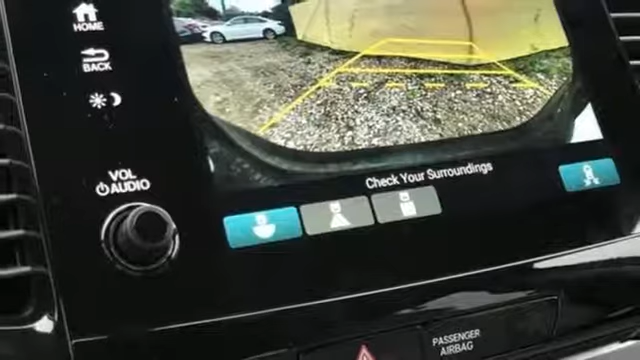 HOME
BACK
VOL
AUDIO
Check Your Surroundings
PASSENGER
AIRBAG